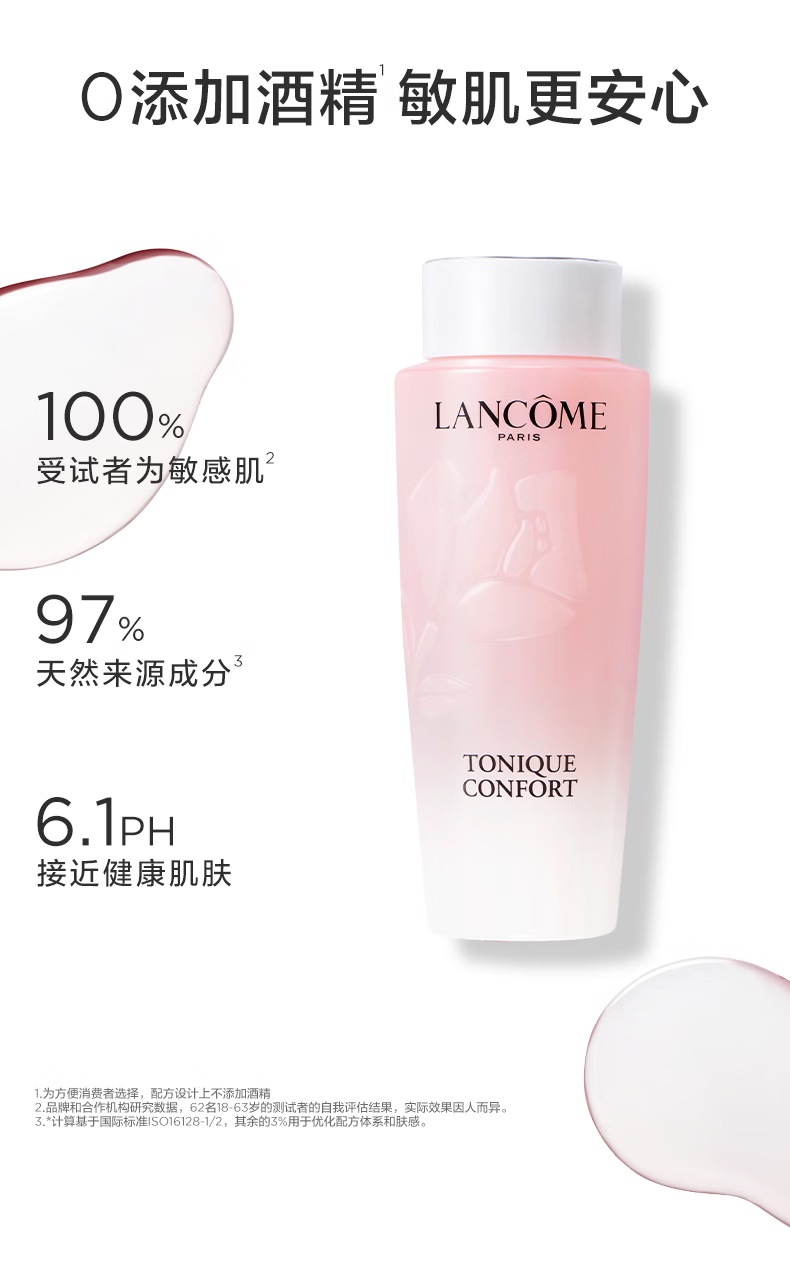 0添加酒精¹ 敏肌更安心
LANCÔME
PARIS
100%
受试者为敏感肌²
97%
天然来源成分³
TONIQUE
CONFORT
6.1PH
接近健康肌肤
1.为方便消费者选择，配方设计上不添加酒精
2.品牌和合作机构研究数据，62名18-63岁的测试者的自我评估结果，实际效果因人而异。
3.*计算基于国际标准ISO16128-1/2，其余的3%用于优化配方体系和肤感。